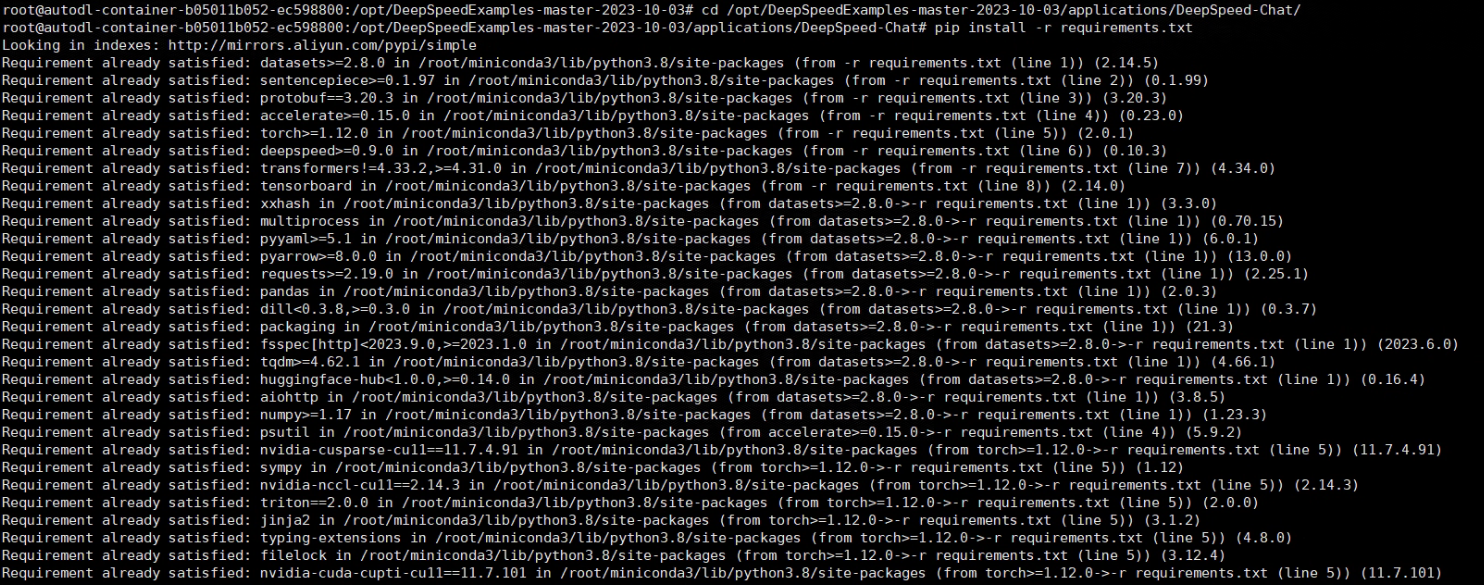 root@autodl-container-b05011b052-ec598800:/opt/DeepSpeedExamples-master-2023-10-03# cd /opt/DeepSpeedExamples-master-2023-10-03/applications/DeepSpeed-Chat/
root@autodl-container-b05011b052-ec598800:/opt/DeepSpeedExamples-master-2023-10-03/applications/DeepSpeed-Chat# pip install -r requirements.txt
Looking in indexes: http://mirrors.aliyun.com/pypi/simple
Requirement already satisfied: datasets>=2.8.0 in /root/miniconda3/lib/python3.8/site-packages (from -r requirements.txt (line 1)) (2.14.5)
Requirement already satisfied: sentencepiece>=0.1.97 in /root/miniconda3/lib/python3.8/site-packages (from -r requirements.txt (line 2)) (0.1.99)
Requirement already satisfied: protobuf==3.20.3 in /root/miniconda3/lib/python3.8/site-packages (from -r requirements.txt (line 3)) (3.20.3)
Requirement already satisfied: accelerate>=0.15.0 in /root/miniconda3/lib/python3.8/site-packages (from -r requirements.txt (line 4)) (0.23.0)
Requirement already satisfied: torch>=1.12.0 in /root/miniconda3/lib/python3.8/site-packages (from -r requirements.txt (line 5)) (2.0.1)
Requirement already satisfied: deepspeed>=0.9.0 in /root/miniconda3/lib/python3.8/site-packages (from -r requirements.txt (line 6)) (0.10.3)
Requirement already satisfied: transformers!=4.33.2,>=4.31.0 in /root/miniconda3/lib/python3.8/site-packages (from -r requirements.txt (line 7)) (4.34.0)
Requirement already satisfied: tensorboard in /root/miniconda3/lib/python3.8/site-packages (from -r requirements.txt (line 8)) (2.14.0)
Requirement already satisfied: xxhash in /root/miniconda3/lib/python3.8/site-packages (from datasets>=2.8.0->-r requirements.txt (line 1)) (3.3.0)
Requirement already satisfied: multiprocess in /root/miniconda3/lib/python3.8/site-packages (from datasets>=2.8.0->-r requirements.txt (line 1)) (0.70.15)
Requirement already satisfied: pyyaml>=5.1 in /root/miniconda3/lib/python3.8/site-packages (from datasets>=2.8.0->-r requirements.txt (line 1)) (6.0.1)
Requirement already satisfied: pyarrow>=8.0.0 in /root/miniconda3/lib/python3.8/site-packages (from datasets>=2.8.0->-r requirements.txt (line 1)) (13.0.0)
Requirement already satisfied: requests>=2.19.0 in /root/miniconda3/lib/python3.8/site-packages (from datasets>=2.8.0->-r requirements.txt (line 1)) (2.25.1)
Requirement already satisfied: pandas in /root/miniconda3/lib/python3.8/site-packages (from datasets>=2.8.0->-r requirements.txt (line 1)) (2.0.3)
Requirement already satisfied: dill<0.3.8,>=0.3.0 in /root/miniconda3/lib/python3.8/site-packages (from datasets>=2.8.0->-r requirements.txt (line 1)) (0.3.7)
Requirement already satisfied: packaging in /root/miniconda3/lib/python3.8/site-packages (from datasets>=2.8.0->-r requirements.txt (line 1)) (21.3)
Requirement already satisfied: fsspec[http]<2023.9.0,>=2023.1.0 in /root/miniconda3/lib/python3.8/site-packages (from datasets>=2.8.0->-r requirements.txt (line 1)) (2023.6.0)
Requirement already satisfied: tqdm>=4.62.1 in /root/miniconda3/lib/python3.8/site-packages (from datasets>=2.8.0->-r requirements.txt (line 1)) (4.66.1)
Requirement already satisfied: huggingface-hub<1.0.0,>=0.14.0 in /root/miniconda3/lib/python3.8/site-packages (from datasets>=2.8.0->-r requirements.txt (line 1)) (0.16.4)
Requirement already satisfied: aiohttp in /root/miniconda3/lib/python3.8/site-packages (from datasets>=2.8.0->-r requirements.txt (line 1)) (3.8.5)
Requirement already satisfied: numpy>=1.17 in /root/miniconda3/lib/python3.8/site-packages (from datasets>=2.8.0->-r requirements.txt (line 1)) (1.23.3)
Requirement already satisfied: psutil in /root/miniconda3/lib/python3.8/site-packages (from accelerate>=0.15.0->-r requirements.txt (line 4)) (5.9.2)
Requirement already satisfied: nvidia-cusparse-cu11==11.7.4.91 in /root/miniconda3/lib/python3.8/site-packages (from torch>=1.12.0->-r requirements.txt (line 5)) (11.7.4.91)
Requirement already satisfied: sympy in /root/miniconda3/lib/python3.8/site-packages (from torch>=1.12.0->-r requirements.txt (line 5)) (1.12)
Requirement already satisfied: nvidia-nccl-cu11==2.14.3 in /root/miniconda3/lib/python3.8/site-packages (from torch>=1.12.0->-r requirements.txt (line 5)) (2.14.3)
Requirement already satisfied: triton==2.0.0 in /root/miniconda3/lib/python3.8/site-packages (from torch>=1.12.0->-r requirements.txt (line 5)) (2.0.0)
Requirement already satisfied: jinja2 in /root/miniconda3/lib/python3.8/site-packages (from torch>=1.12.0->-r requirements.txt (line 5)) (3.1.2)
Requirement already satisfied: typing-extensions in /root/miniconda3/lib/python3.8/site-packages (from torch>=1.12.0->-r requirements.txt (line 5)) (4.8.0)
Requirement already satisfied: filelock in /root/miniconda3/lib/python3.8/site-packages (from torch>=1.12.0->-r requirements.txt (line 5)) (3.12.4)
Requirement already satisfied: nvidia-cuda-cupti-cu11==11.7.101 in /root/miniconda3/lib/python3.8/site-packages (from torch>=1.12.0->-r requirements.txt (line 5)) (11.7.101)